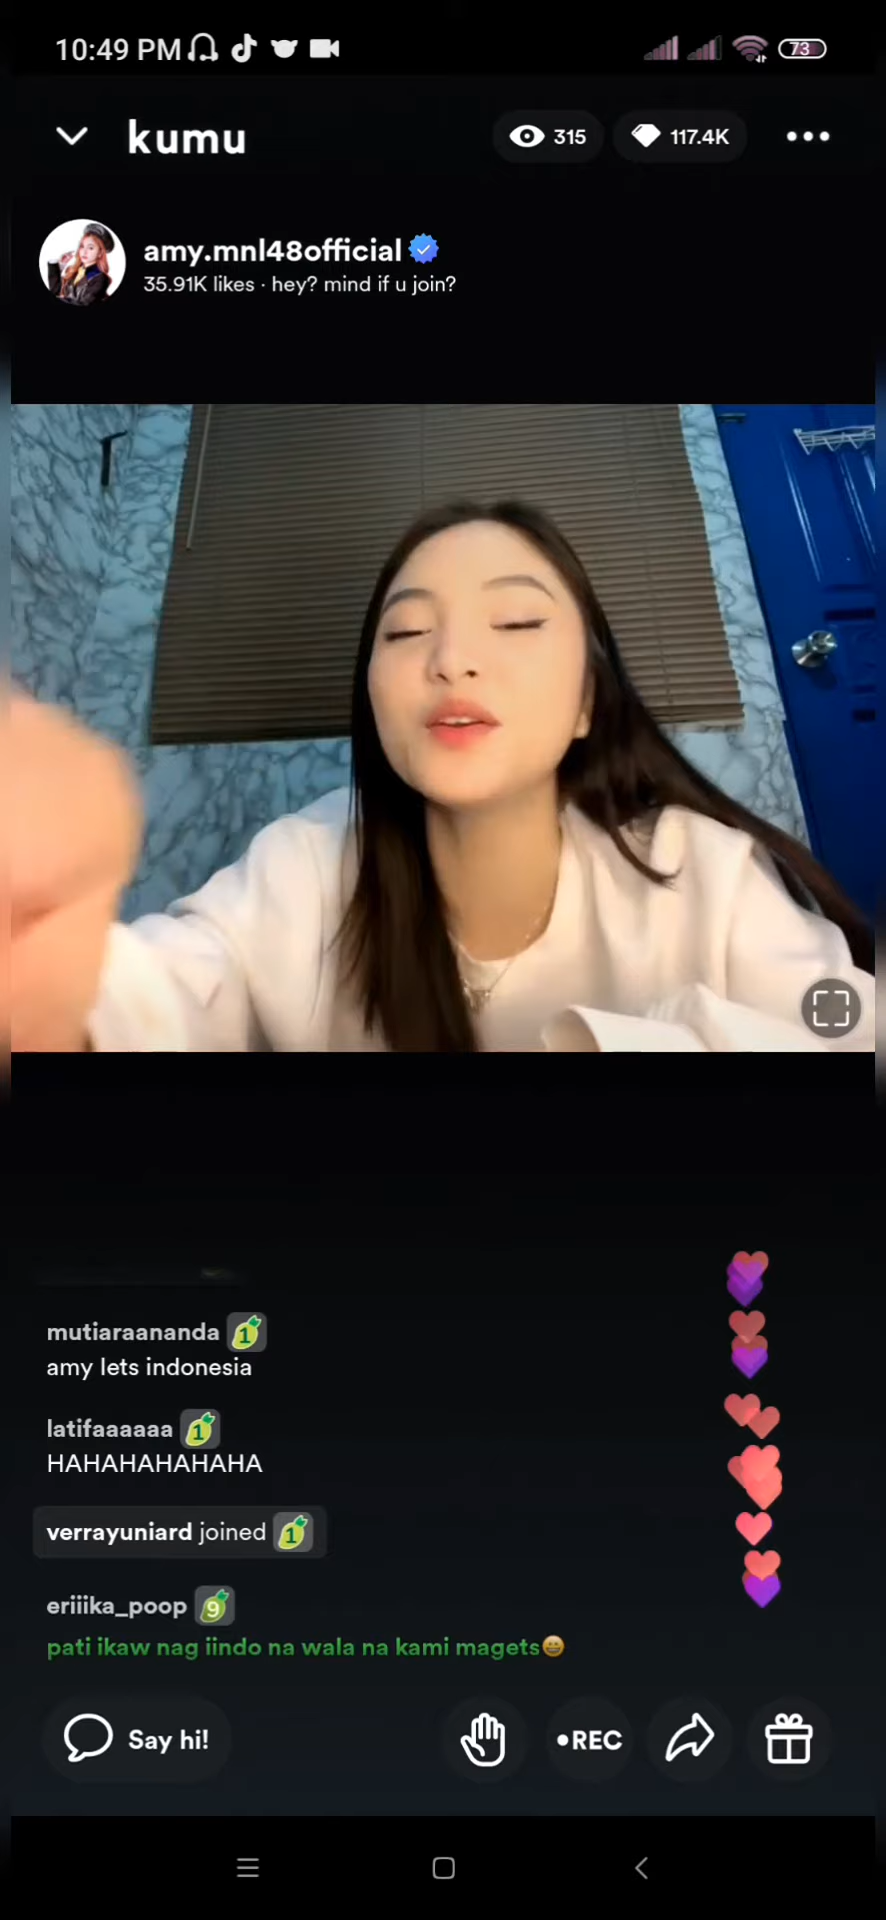 10:49 PM
73
kumu
315
117.4K
amy.mnl48official
35.91K likes · hey? mind if u join?
mutiaraananda 1
amy lets indonesia
latifaaaaaa 1
HAHAHAHAHAHA
verrayuniard joined 1
eriiika_poop 9
pati ikaw nag iindo na wala na kami magets😀
Say hi!
•REC